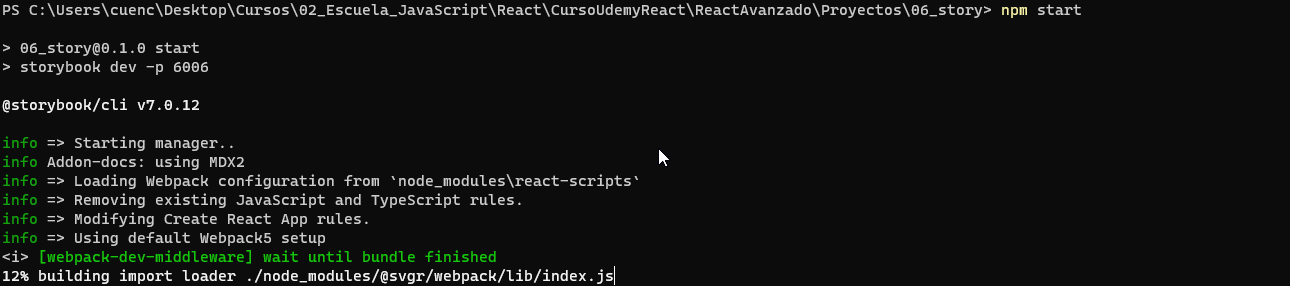 PS C:\Users\cuenc\Desktop\Cursos\02_Escuela_JavaScript\React\CursoUdemyReact\ReactAvanzado\Proyectos\06_story> npm start
> 06_story@0.1.0 start
> storybook dev -p 6006
@storybook/cli v7.0.12
info => Starting manager..
info Addon-docs: using MDX2
info => Loading Webpack configuration from `node_modules\react-scripts`
info => Removing existing JavaScript and TypeScript rules.
info => Modifying Create React App rules.
info => Using default Webpack5 setup
<i> [webpack-dev-middleware] wait until bundle finished
12% building import loader ./node_modules/@svgr/webpack/lib/index.js